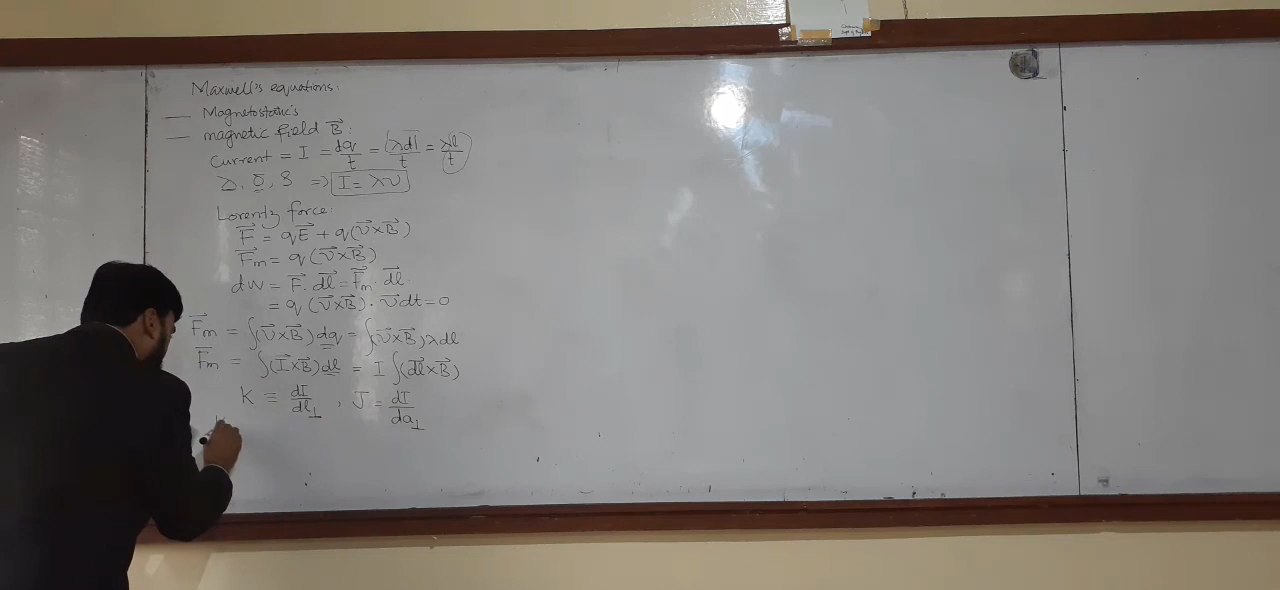 Maxwell's equations:
— Magnetostatics
— magnetic field B⃗:
Current = I = dq/t = (λdl)/t = λl/t
λ, σ, ρ ⇒ I = λv
Lorentz force:
F⃗ = qE⃗ + q(v⃗×B⃗)
F⃗m = q(v⃗×B⃗)
dw = F⃗.dl⃗ = F⃗m.dl⃗
= q(v⃗×B⃗).v⃗dt = 0
F⃗m = ∫(v⃗×B⃗)dq = ∫(v⃗×B⃗)λdl
F⃗m = ∫(I⃗×B⃗)dl = I∫(dl⃗×B⃗)
K ≡ dI/dl⊥, J = dI/da⊥